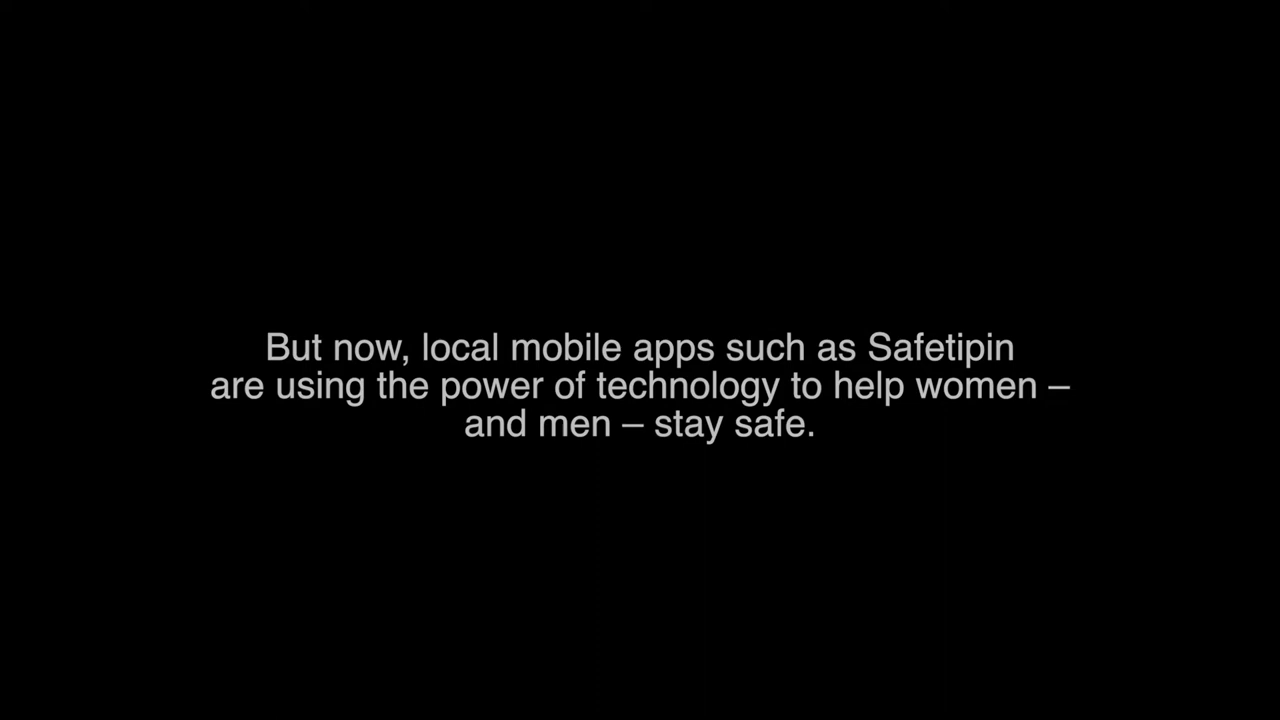 But now, local mobile apps such as Safetipin
are using the power of technology to help women –
and men – stay safe.